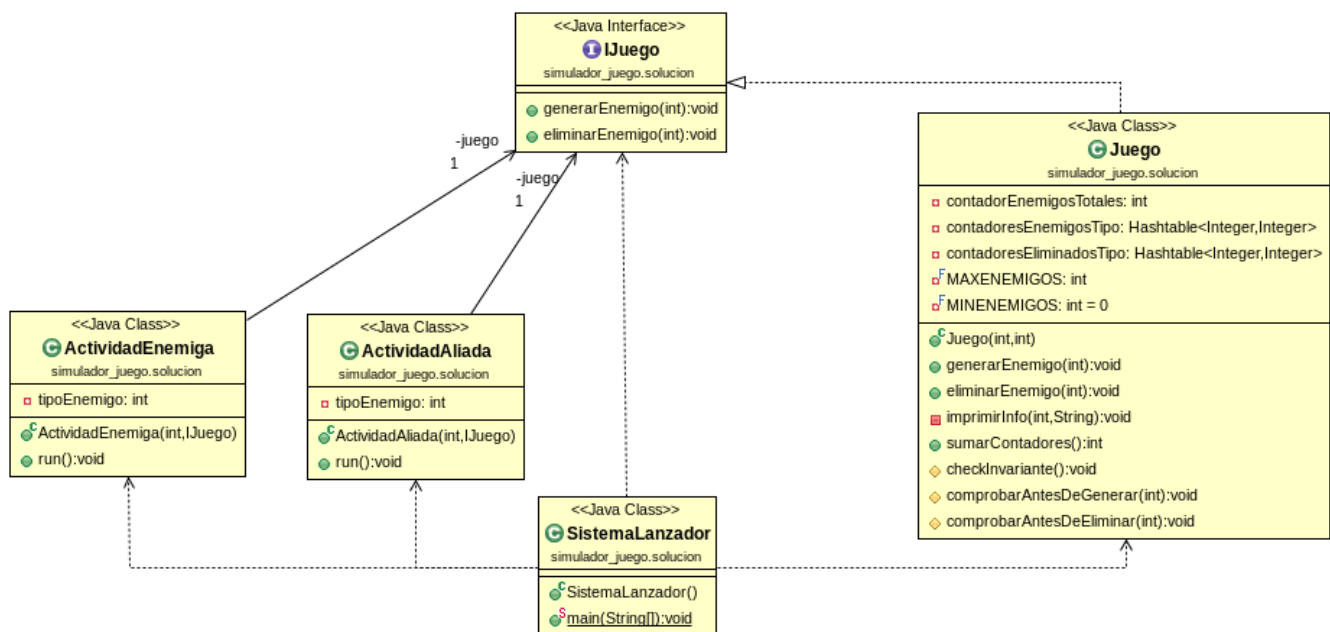 <<Java Interface>>
IJuego
simulador_juego.solucion
generarEnemigo(int):void
eliminarEnemigo(int):void
-juego
1
-juego
1
<<Java Class>>
Juego
simulador_juego.solucion
contadorEnemigosTotales: int
contadoresEnemigosTipo: Hashtable<Integer,Integer>
contadoresEliminadosTipo: Hashtable<Integer,Integer>
MAXENEMIGOS: int
MINENEMIGOS: int = 0
Juego(int,int)
generarEnemigo(int):void
eliminarEnemigo(int):void
imprimirInfo(int,String):void
sumarContadores():int
checkInvariante():void
comprobarAntesDeGenerar(int):void
comprobarAntesDeEliminar(int):void
<<Java Class>>
ActividadEnemiga
simulador_juego.solucion
tipoEnemigo: int
ActividadEnemiga(int,IJuego)
run():void
<<Java Class>>
ActividadAliada
simulador_juego.solucion
tipoEnemigo: int
ActividadAliada(int,IJuego)
run():void
<<Java Class>>
SistemaLanzador
simulador_juego.solucion
SistemaLanzador()
main(String[]):void